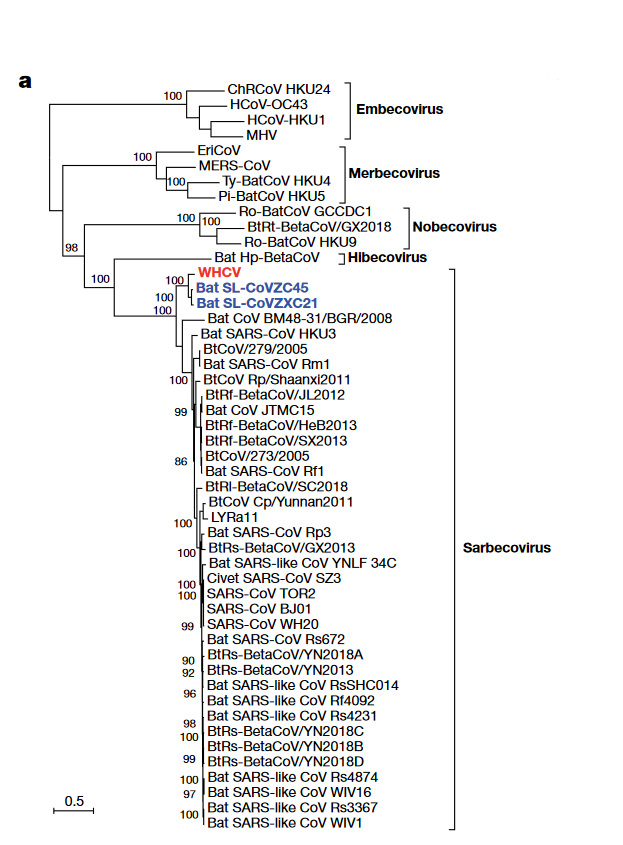 a
ChRCoV HKU24
100
HCoV-OC43
Embecovirus
HCoV-HKU1
MHV
EriCoV
100
MERS-CoV
Merbecovirus
100
Ty-BatCoV HKU4
Pi-BatCoV HKU5
Ro-BatCoV GCCDC1
100
100
BtRt-BetaCoV/GX2018
Nobecovirus
Ro-BatCoV HKU9
98
Bat Hp-BetaCoV
Hibecovirus
WHCV
100
100
Bat SL-CoVZC45
100
Bat SL-CoVZXC21
100
Bat CoV BM48-31/BGR/2008
Bat SARS-CoV HKU3
BtCoV/279/2005
Bat SARS-CoV Rm1
100
BtCoV Rp/Shaanxi2011
BtRf-BetaCoV/JL2012
99
Bat CoV JTMC15
BtRf-BetaCoV/HeB2013
BtRf-BetaCoV/SX2013
BtCoV/273/2005
86
Bat SARS-CoV Rf1
BtRl-BetaCoV/SC2018
BtCoV Cp/Yunnan2011
LYRa11
100
Bat SARS-CoV Rp3
BtRs-BetaCoV/GX2013
Sarbecovirus
100
Bat SARS-like CoV YNLF 34C
Civet SARS-CoV SZ3
100
SARS-CoV TOR2
100
SARS-CoV BJ01
SARS-CoV WH20
99
Bat SARS-CoV Rs672
BtRs-BetaCoV/YN2018A
90
BtRs-BetaCoV/YN2013
92
Bat SARS-like CoV RsSHC014
96
Bat SARS-like CoV Rf4092
Bat SARS-like CoV Rs4231
98
BtRs-BetaCoV/YN2018C
100
BtRs-BetaCoV/YN2018B
BtRs-BetaCoV/YN2018D
99
Bat SARS-like CoV Rs4874
100
Bat SARS-like CoV WIV16
97
Bat SARS-like CoV Rs3367
100
Bat SARS-like CoV WIV1
0.5